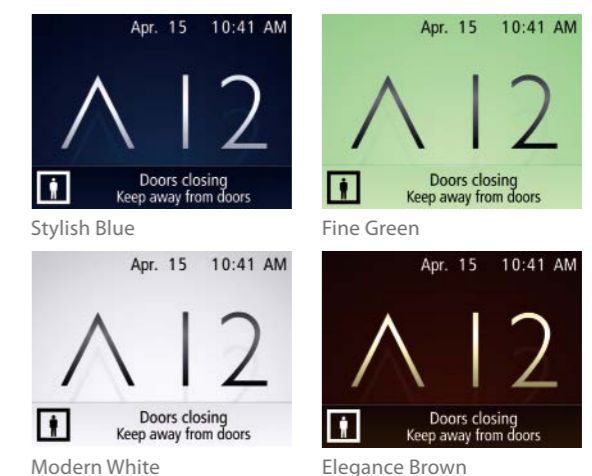 Apr. 15 10:41 AM
12
Doors closing
Keep away from doors
Stylish Blue
Apr. 15 10:41 AM
12
Doors closing
Keep away from doors
Fine Green
Apr. 15 10:41 AM
12
Doors closing
Keep away from doors
Modern White
Apr. 15 10:41 AM
12
Doors closing
Keep away from doors
Elegance Brown